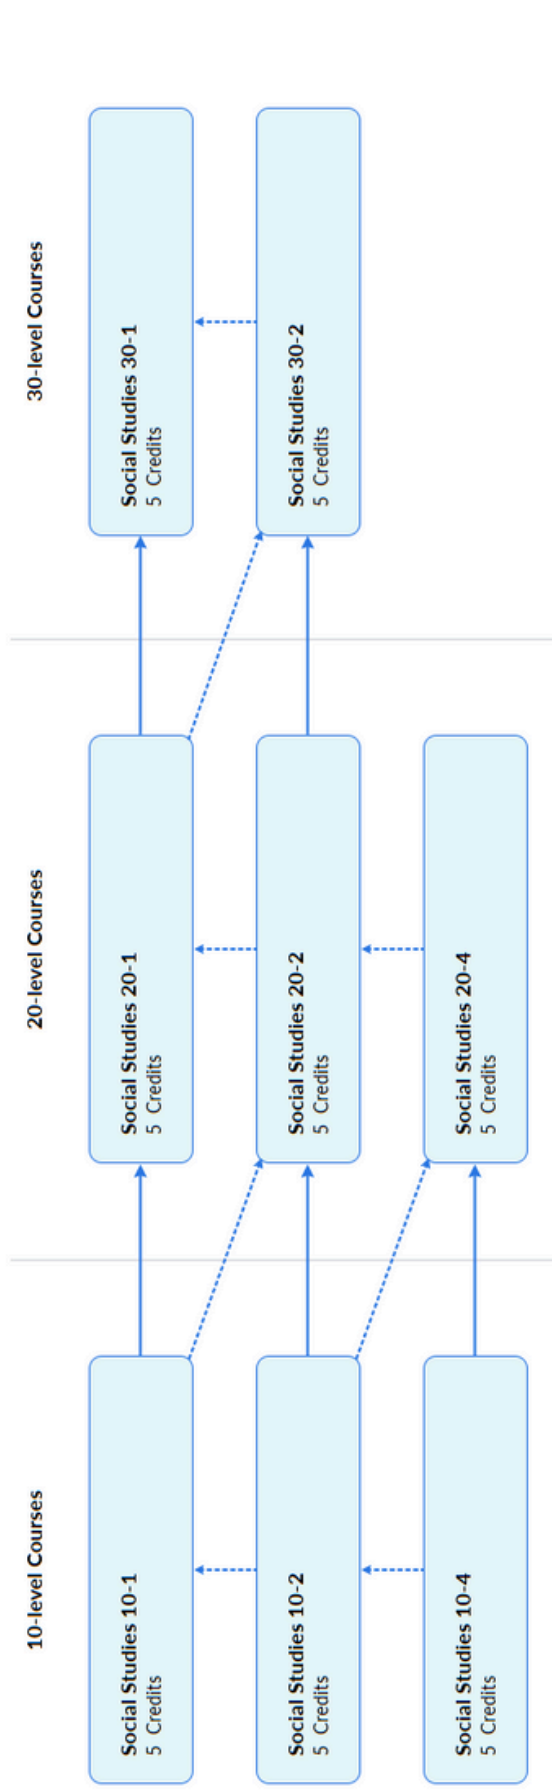 10-level Courses
20-level Courses
30-level Courses
Social Studies 10-1
5 Credits
Social Studies 20-1
5 Credits
Social Studies 30-1
5 Credits
Social Studies 10-2
5 Credits
Social Studies 20-2
5 Credits
Social Studies 30-2
5 Credits
Social Studies 10-4
5 Credits
Social Studies 20-4
5 Credits